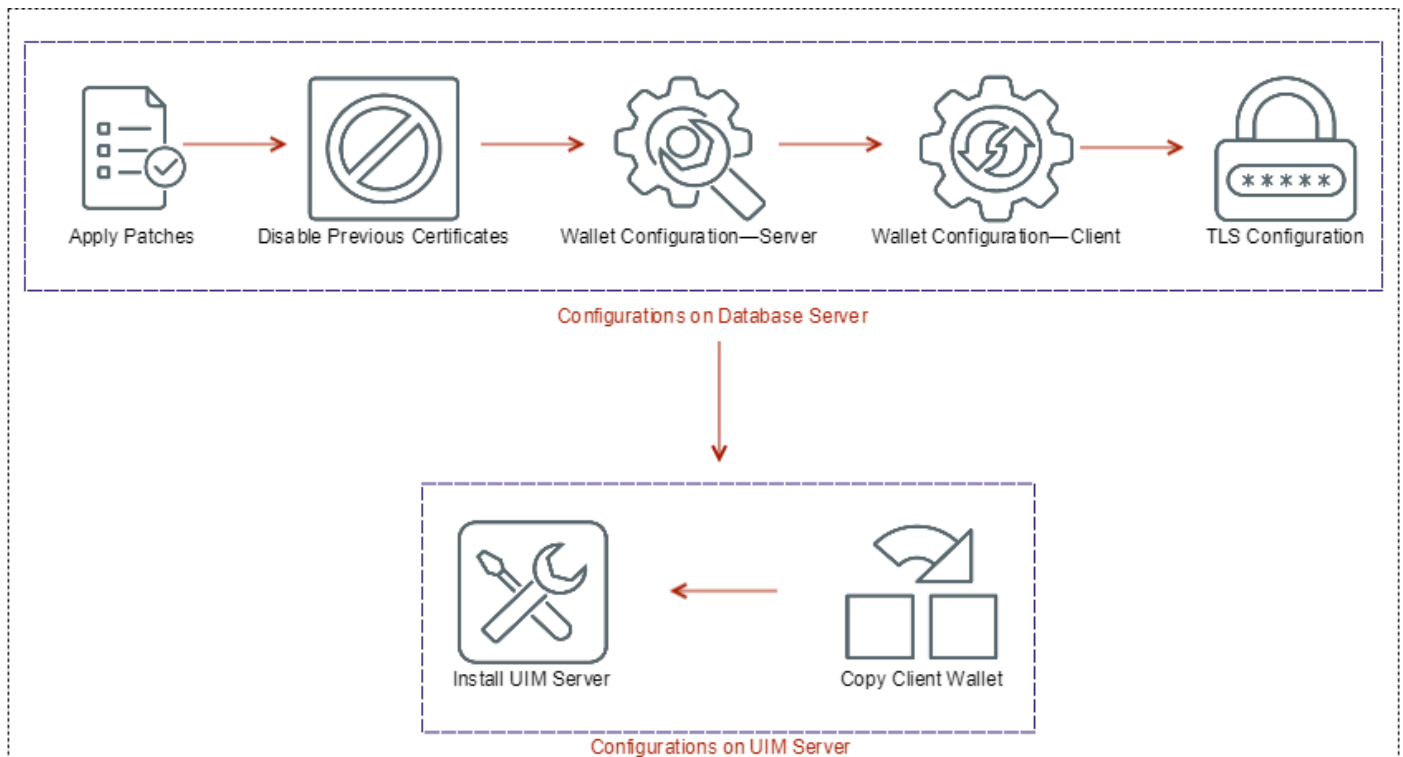 Apply Patches
Disable Previous Certificates
Wallet Configuration—Server
Wallet Configuration—Client
*****
TLS Configuration
Configurations on Database Server
Install UIM Server
Copy Client Wallet
Configurations on UIM Server